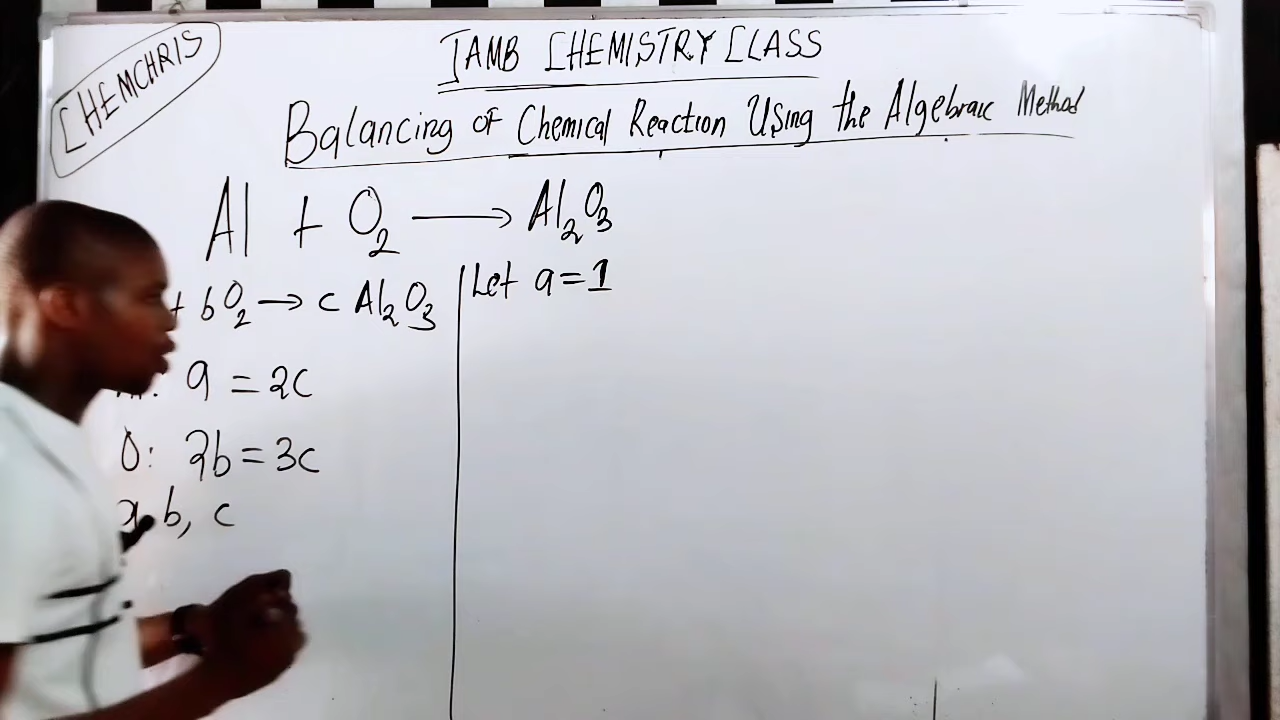 CHEMCHRIS
JAMB CHEMISTRY CLASS
Balancing of Chemical Reaction Using the Algebraic Method
Al + O₂ → Al₂O₃
+ bO₂ → c Al₂O₃
a = 2c
O: 2b = 3c
a, b, c
Let a = 1